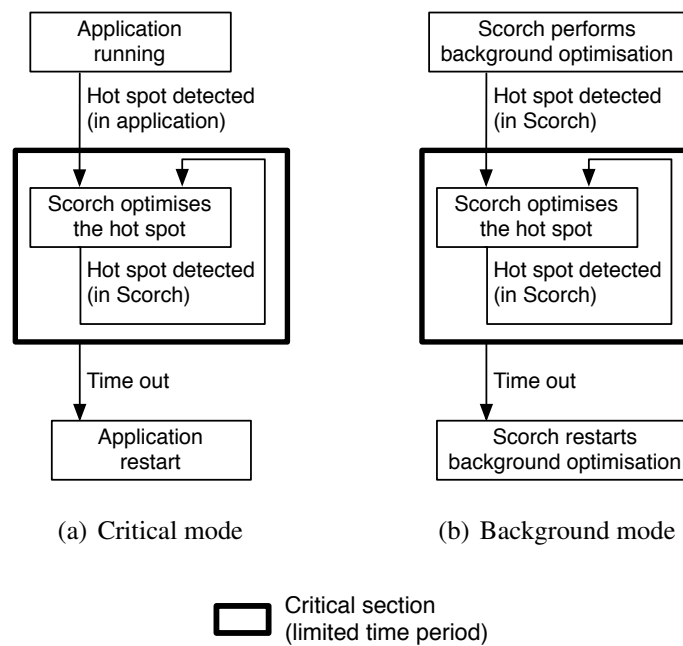 Application
running
Hot spot detected
(in application)
Scorch optimises
the hot spot
Hot spot detected
(in Scorch)
Time out
Application
restart
(a) Critical mode
Scorch performs
background optimisation
Hot spot detected
(in Scorch)
Scorch optimises
the hot spot
Hot spot detected
(in Scorch)
Time out
Scorch restarts
background optimisation
(b) Background mode
Critical section
(limited time period)